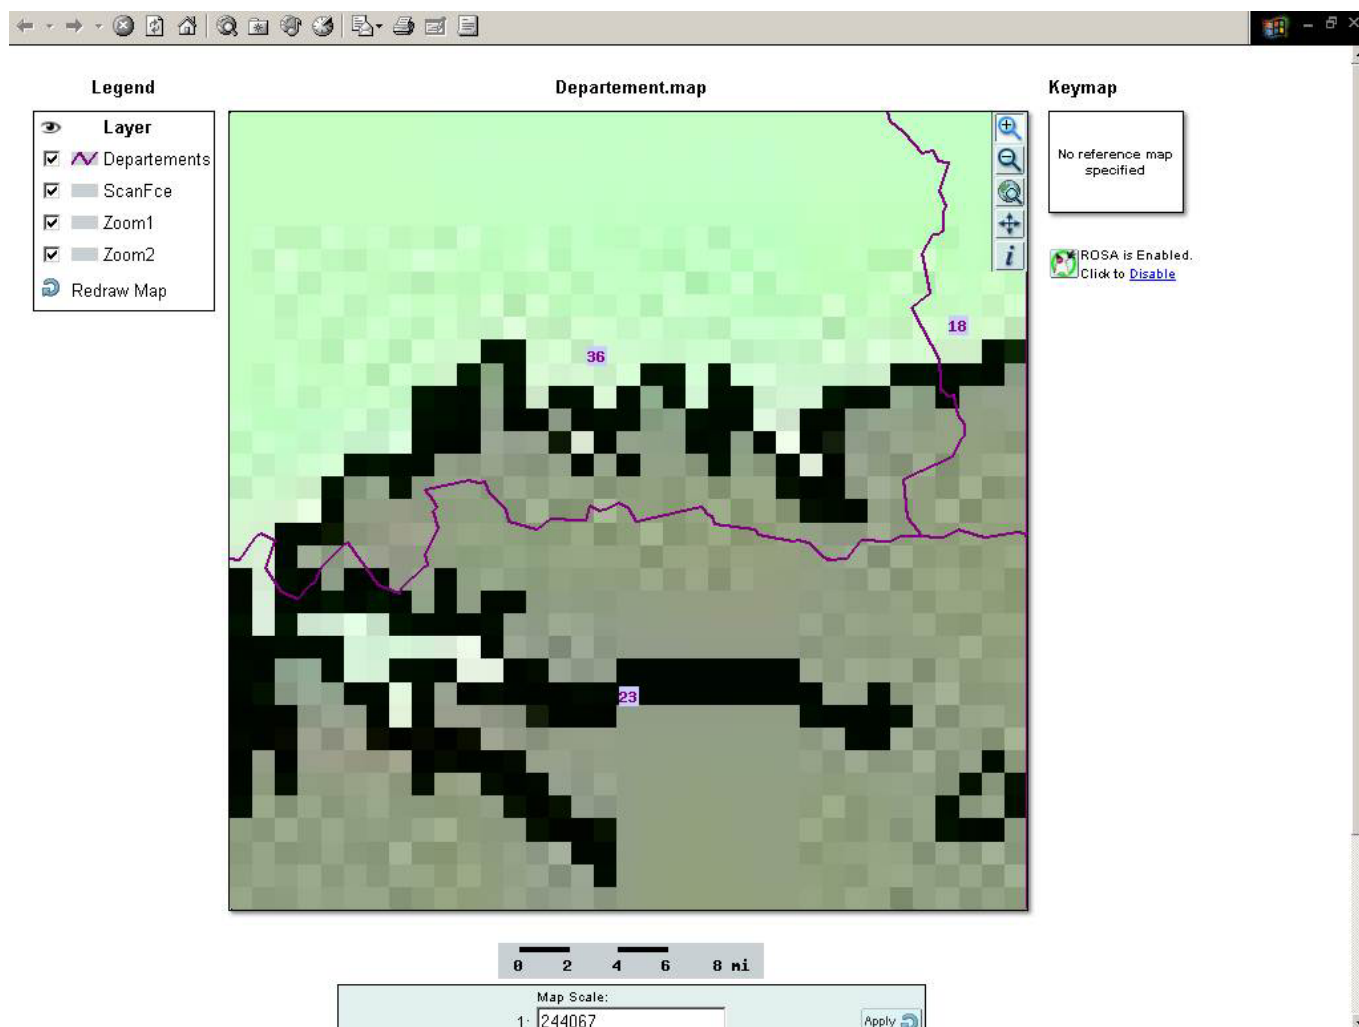 Legend
Departement.map
Keymap
Layer
Departements
ScanFce
Zoom1
Zoom2
Redraw Map
No reference map
specified
ROSA is Enabled.
Click to Disable
18
36
23
0 2 4 6 8 mi
Map Scale:
1: 244067
Apply